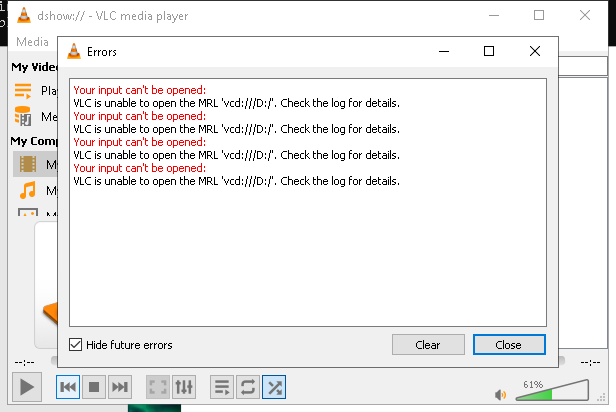 dshow:// - VLC media player
Media
Errors
My Video
Your input can't be opened:
VLC is unable to open the MRL 'vcd:///D:/'. Check the log for details.
Your input can't be opened:
VLC is unable to open the MRL 'vcd:///D:/'. Check the log for details.
Your input can't be opened:
VLC is unable to open the MRL 'vcd:///D:/'. Check the log for details.
Your input can't be opened:
VLC is unable to open the MRL 'vcd:///D:/'. Check the log for details.
Play
Me
My Comp
My
My
Hide future errors
Clear
Close
--:--
--:--
61%